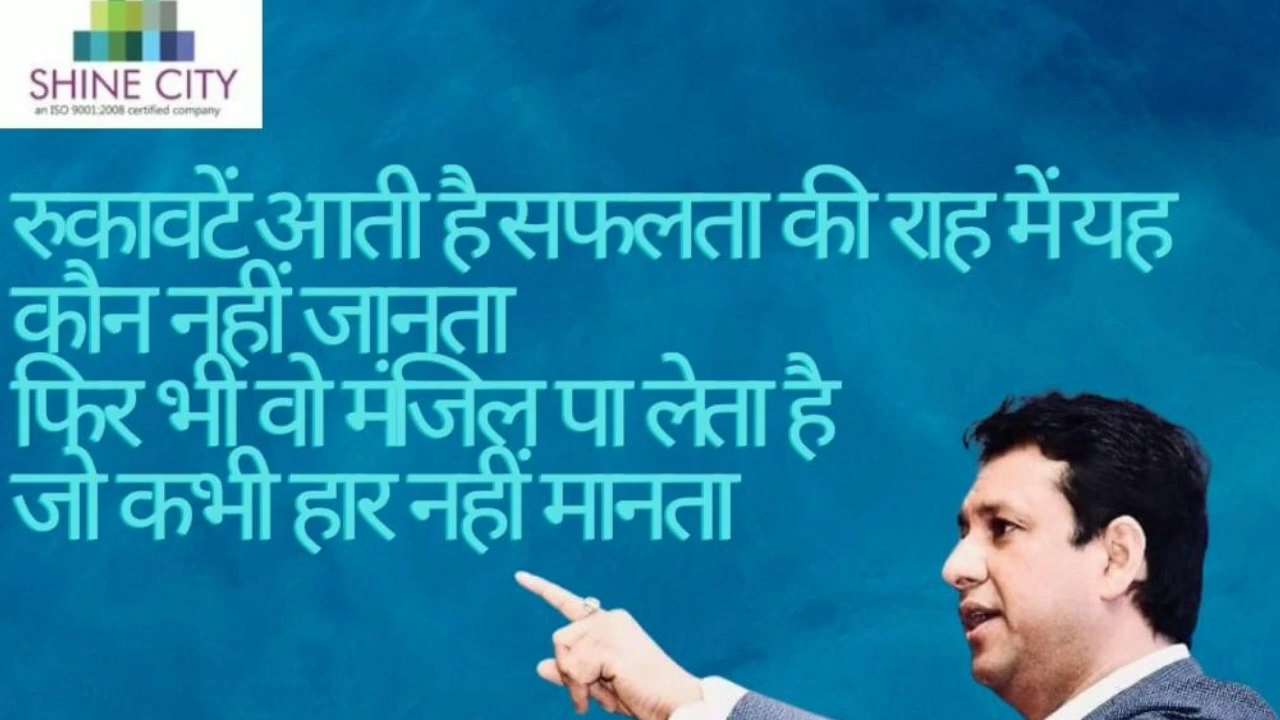 SHINE CITY
an ISO 9001:2008 certified company
रुकावटें आती है सफलता की राह में यह
कौन नहीं जानता
फिर भी वो मंजिल पा लेता है
जो कभी हार नहीं मानता